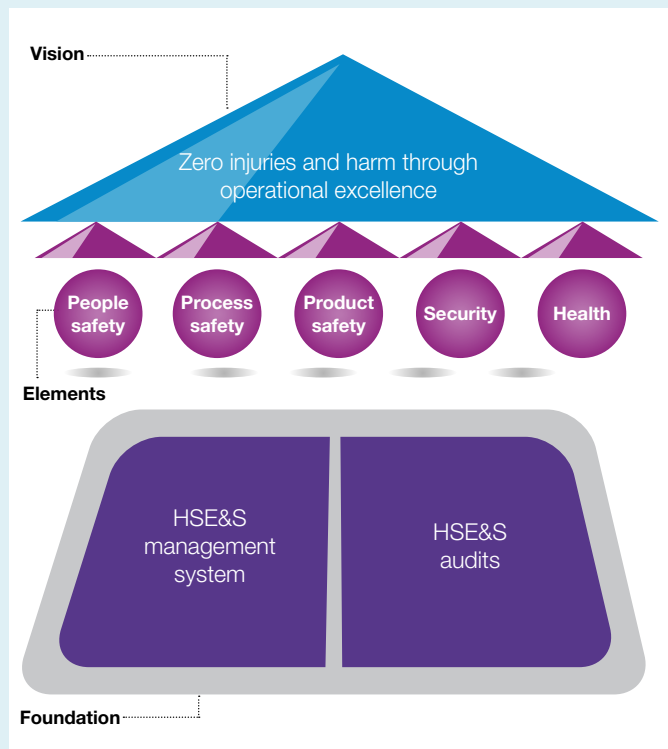 Vision
Zero injuries and harm through
operational excellence
People
safety
Process
safety
Product
safety
Security
Health
Elements
HSE&S
management
system
HSE&S
audits
Foundation